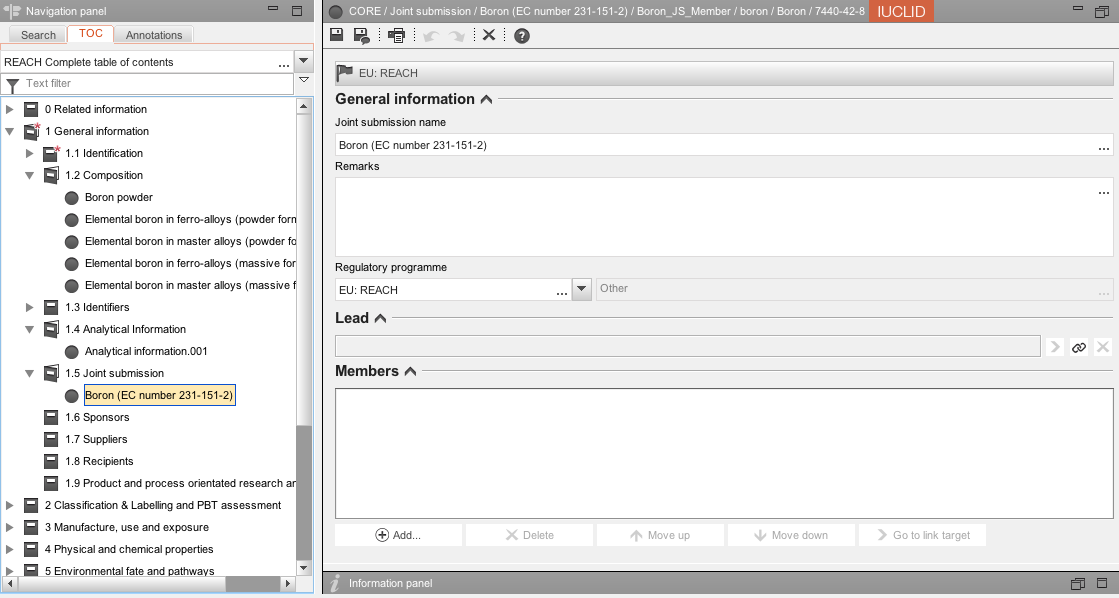 Navigation panel
Search TOC Annotations
REACH Complete table of contents ...
Text filter
0 Related information
1 General information
1.1 Identification
1.2 Composition
Boron powder
Elemental boron in ferro-alloys (powder form
Elemental boron in master alloys (powder fo
Elemental boron in ferro-alloys (massive for
Elemental boron in master alloys (massive f
1.3 Identifiers
1.4 Analytical Information
Analytical information.001
1.5 Joint submission
Boron (EC number 231-151-2)
1.6 Sponsors
1.7 Suppliers
1.8 Recipients
1.9 Product and process orientated research ar
2 Classification & Labelling and PBT assessment
3 Manufacture, use and exposure
4 Physical and chemical properties
5 Environmental fate and pathways
CORE / Joint submission / Boron (EC number 231-151-2) / Boron_JS_Member / boron / Boron / 7440-42-8 IUCLID
EU: REACH
General information
Joint submission name
Boron (EC number 231-151-2) ...
Remarks
...
Regulatory programme
EU: REACH ... Other ...
Lead
Members
Add... Delete Move up Move down Go to link target
Information panel